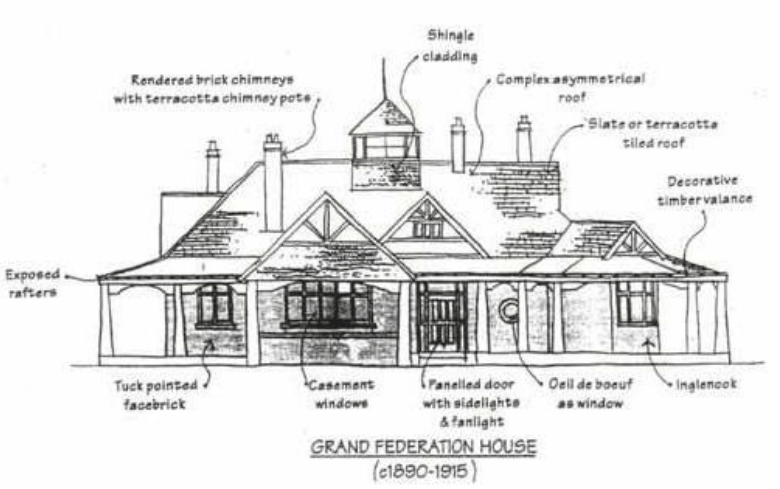 Shingle
cladding
Rendered brick chimneys
with terracotta chimney pots
Complex asymmetrical
roof
Slate or terracotta
tiled roof
Decorative
timber valance
Exposed
rafters
Tuck pointed
facebrick
Casement
windows
Panelled door
with sidelights
& fanlight
Oeil de boeuf
as window
Inglenook
GRAND FEDERATION HOUSE
(c1890-1915)